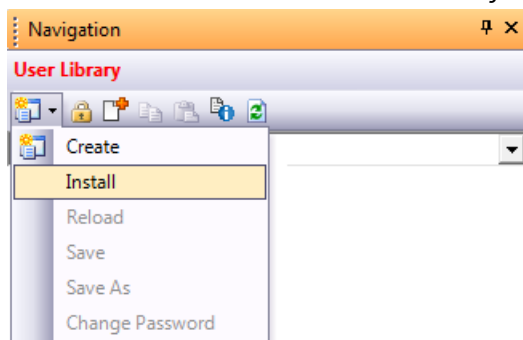 Navigation
User Library
Create
Install
Reload
Save
Save As
Change Password